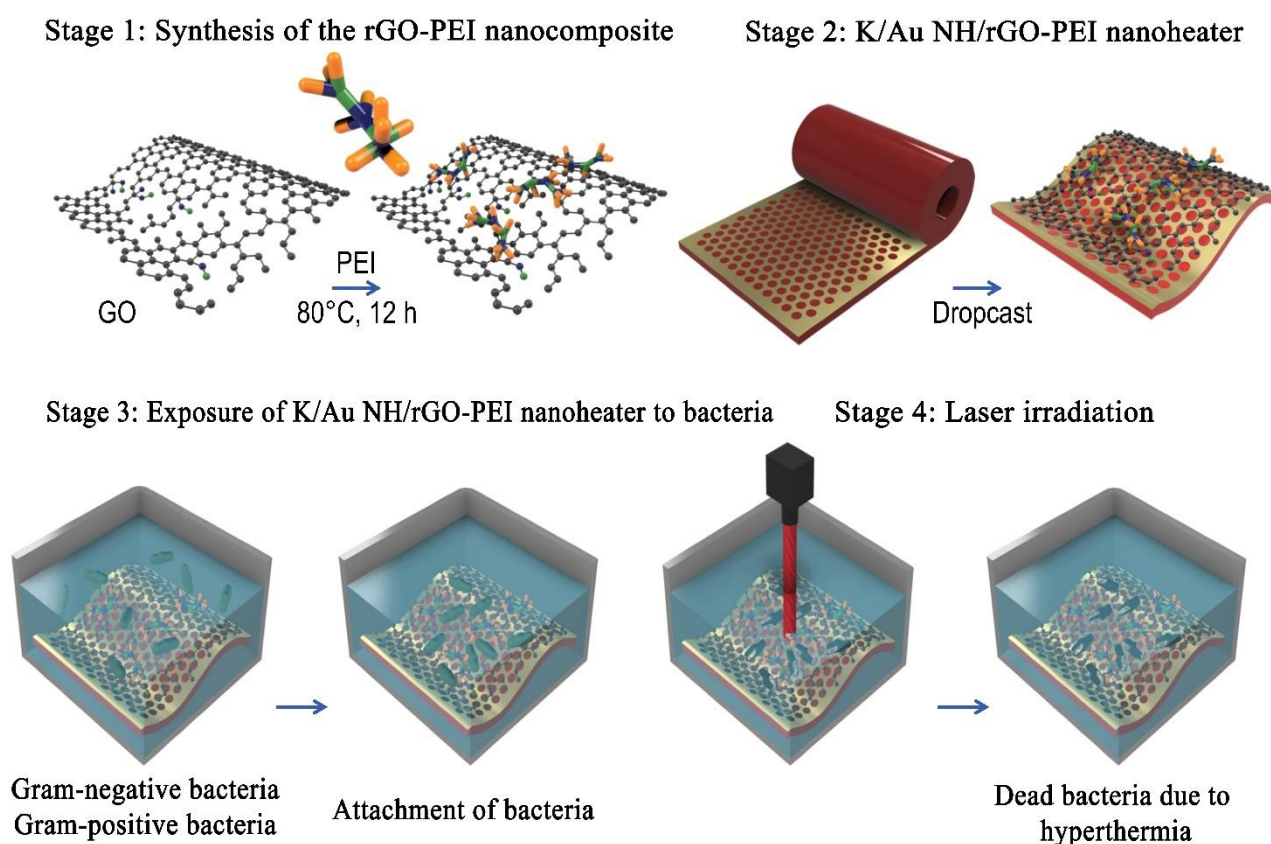 Stage 1: Synthesis of the rGO-PEI nanocomposite
Stage 2: K/Au NH/rGO-PEI nanoheater
GO
PEI
80°C, 12 h
Dropcast
Stage 3: Exposure of K/Au NH/rGO-PEI nanoheater to bacteria
Stage 4: Laser irradiation
Gram-negative bacteria
Gram-positive bacteria
Attachment of bacteria
Dead bacteria due to
hyperthermia